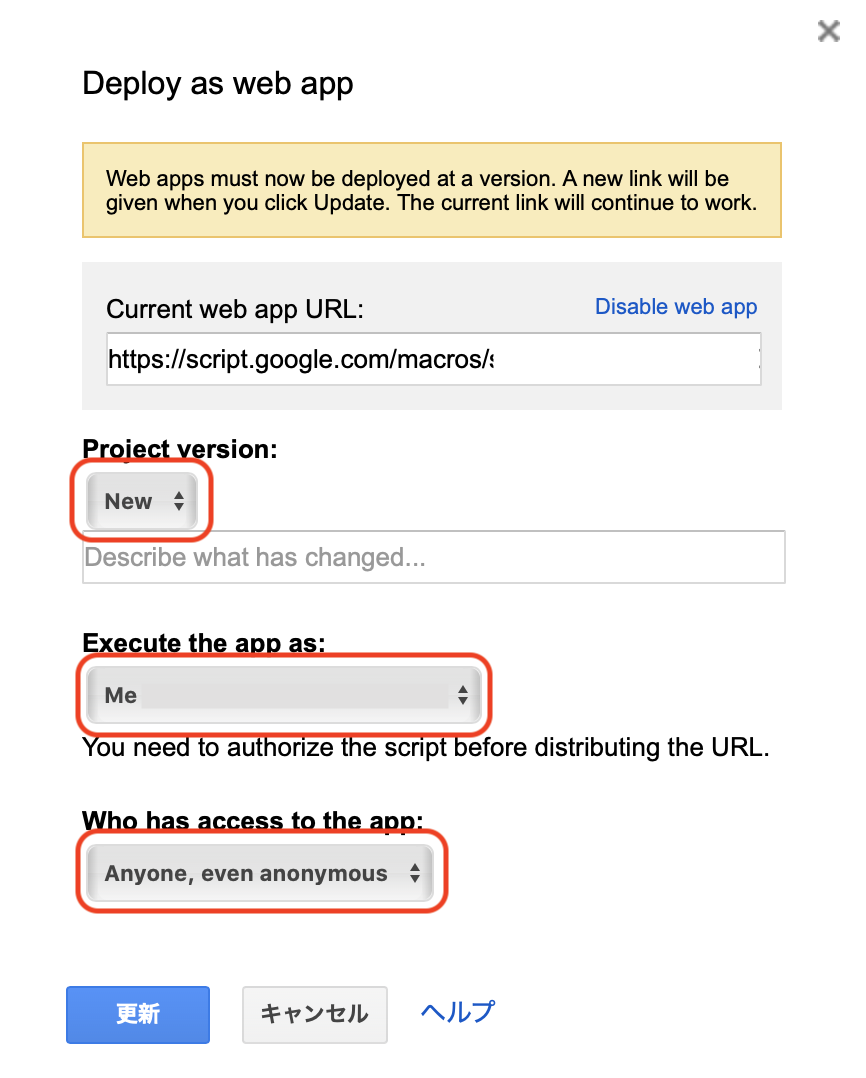 Deploy as web app
Web apps must now be deployed at a version. A new link will be
given when you click Update. The current link will continue to work.
Current web app URL:
Disable web app
https://script.google.com/macros/s
Project version:
New
Describe what has changed...
Execute the app as:
Me
You need to authorize the script before distributing the URL.
Who has access to the app:
Anyone, even anonymous
更新
キャンセル
ヘルプ